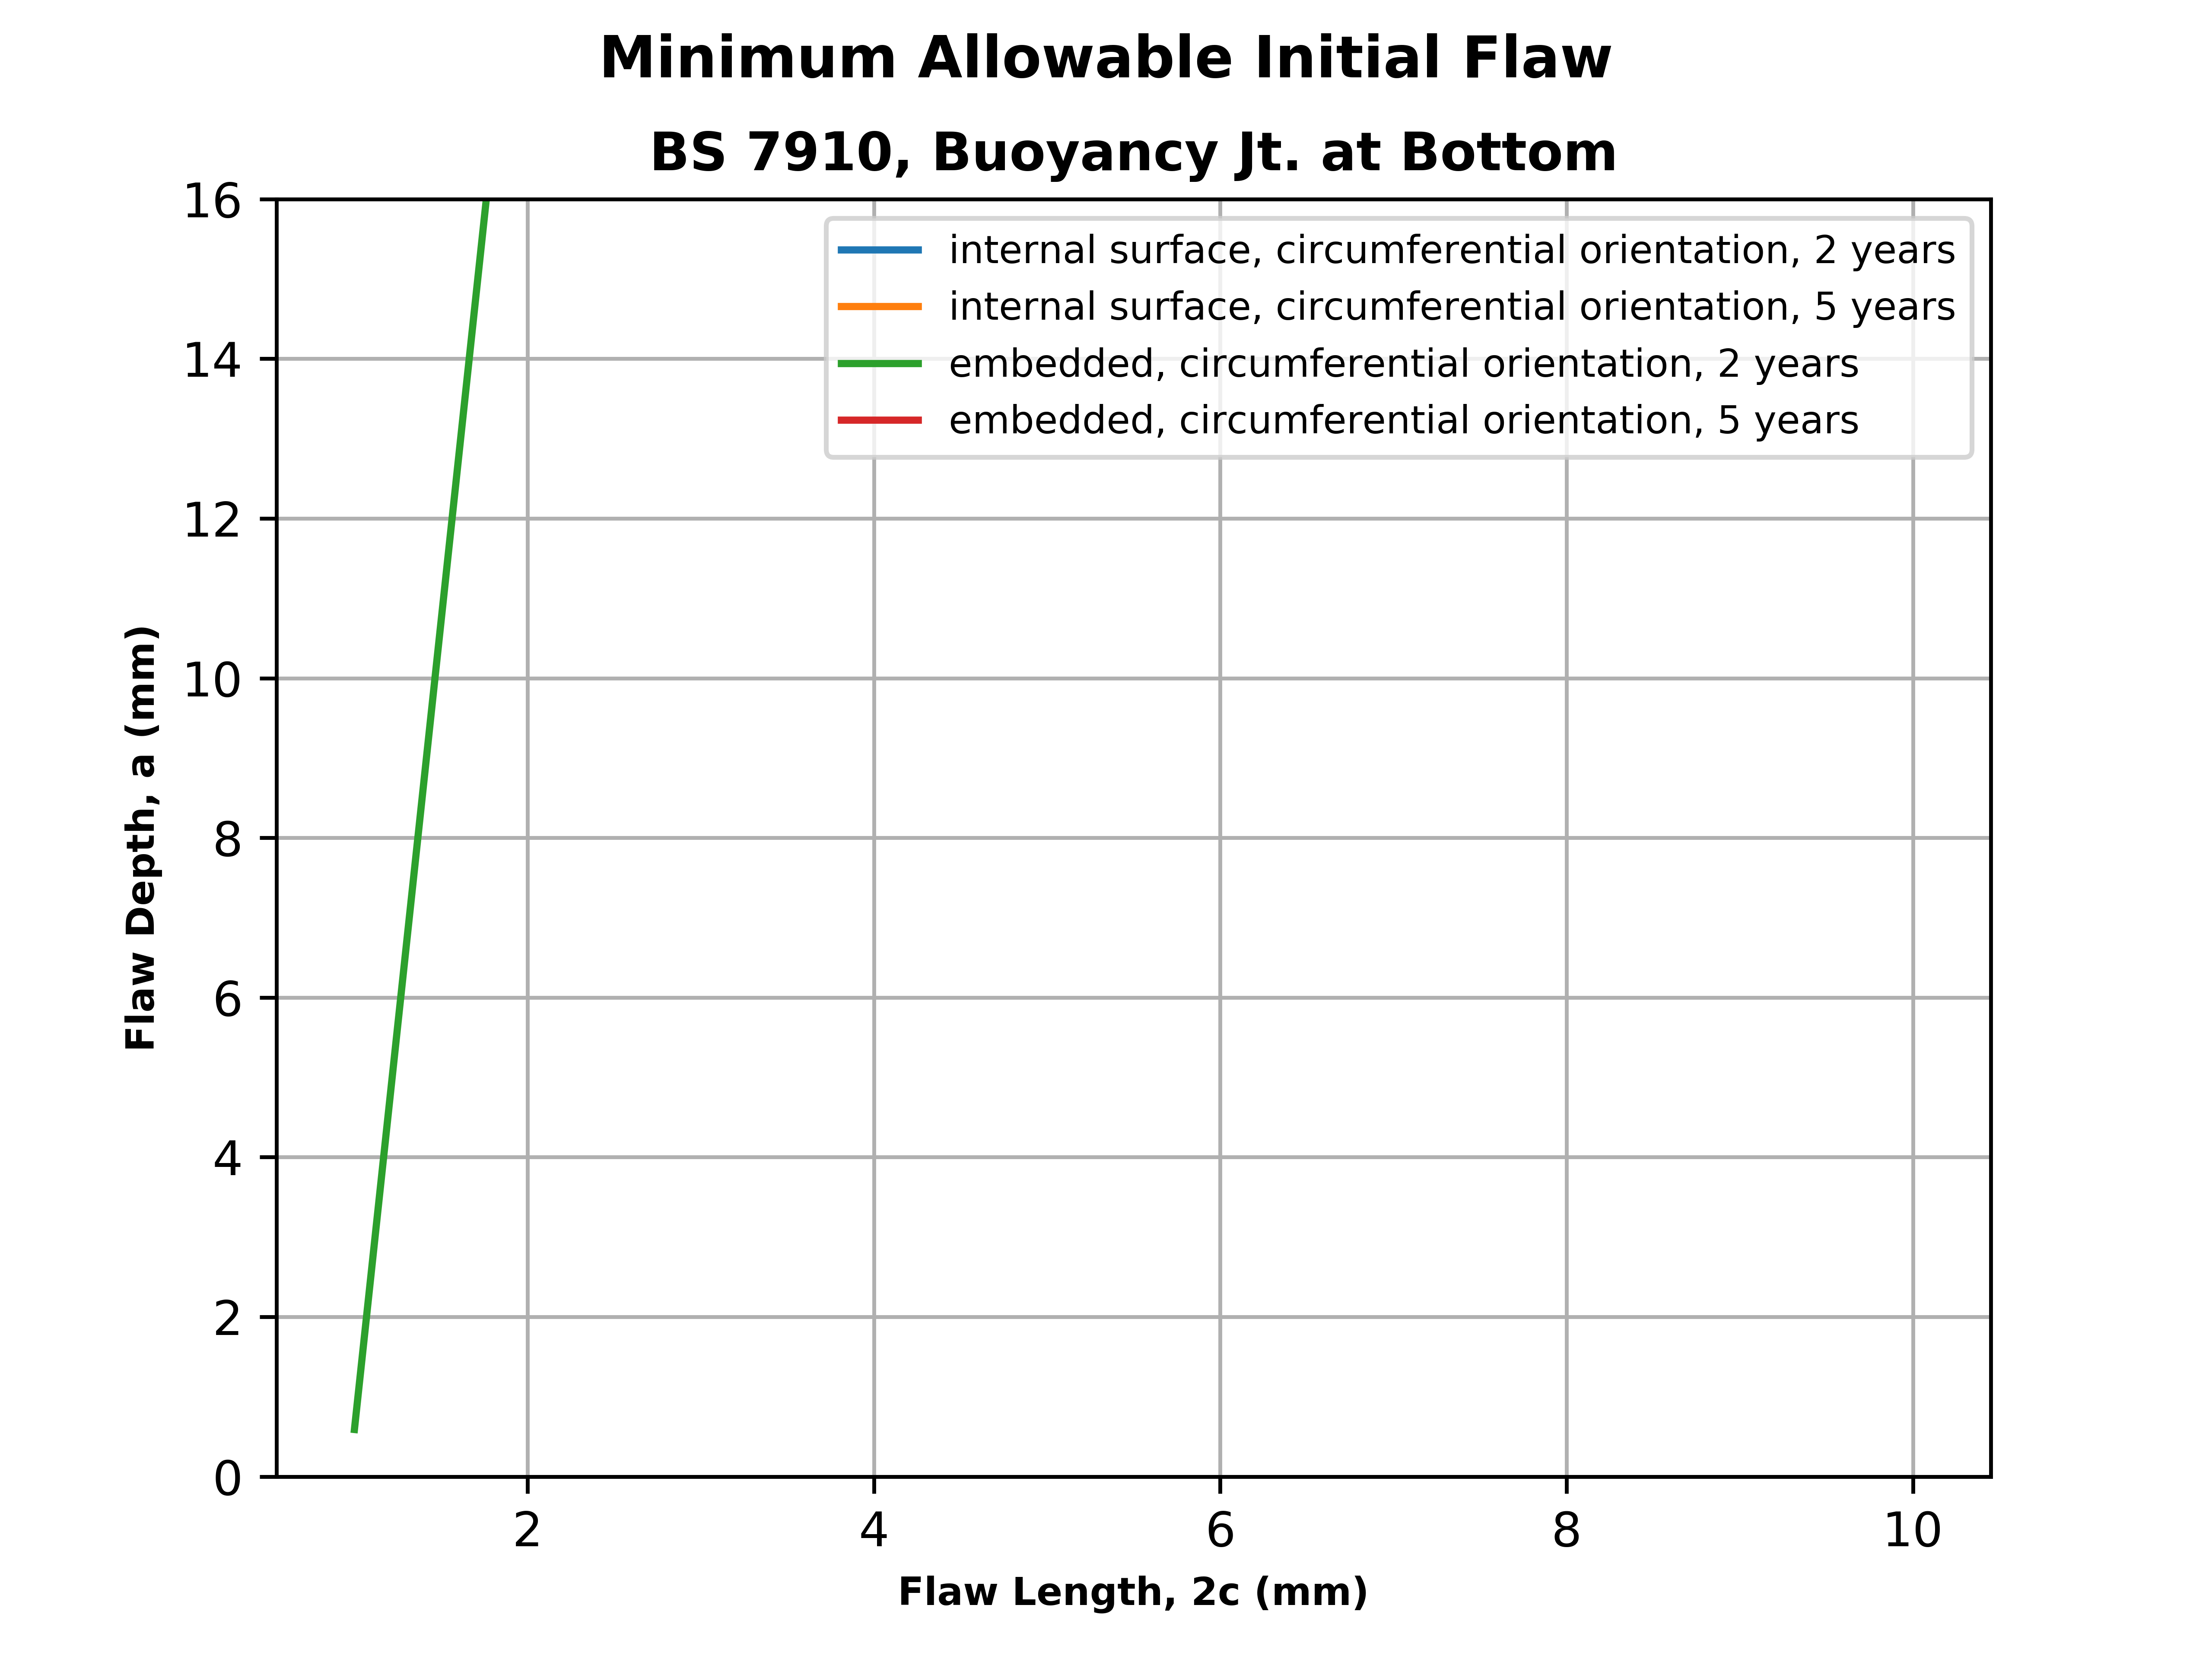 Minimum Allowable Initial Flaw
BS 7910, Buoyancy Jt. at Bottom
internal surface, circumferential orientation, 2 years
internal surface, circumferential orientation, 5 years
embedded, circumferential orientation, 2 years
embedded, circumferential orientation, 5 years
Flaw Depth, a (mm)
16
14
12
10
8
6
4
2
0
2 4 6 8 10
Flaw Length, 2c (mm)